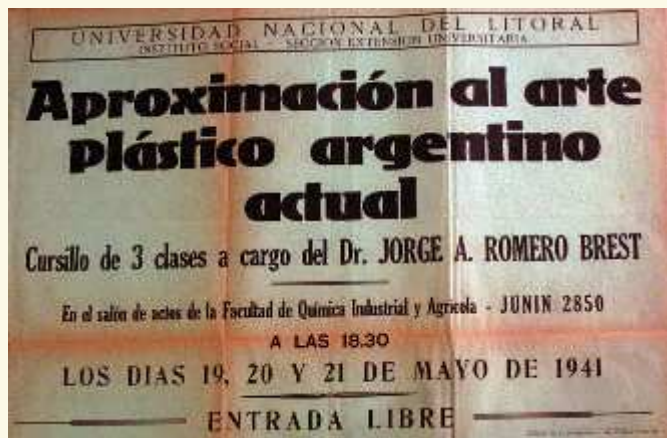 UNIVERSIDAD NACIONAL DEL LITORAL
INSTITUTO SOCIAL - SECCION EXTENSION UNIVERSITARIA
Aproximación al arte
plástico argentino
actual
Cursillo de 3 clases a cargo del Dr. JORGE A. ROMERO BREST
En el salón de actos de la Facultad de Química Industrial y Agrícola - JUNIN 2850
A LAS 18.30
LOS DIAS 19, 20 Y 21 DE MAYO DE 1941
ENTRADA LIBRE